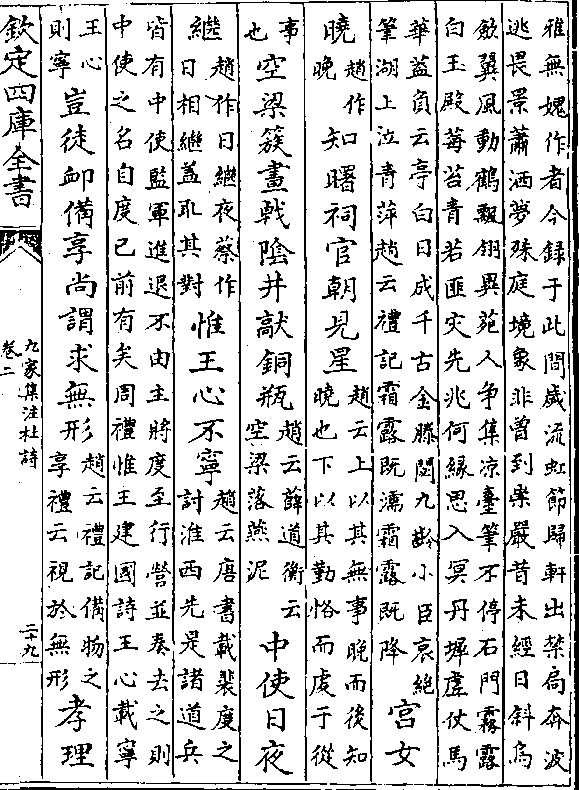 雅無媿作者今録于此間歲流虹節歸軒出禁扃奔波
逃畏景蕭洒夢殊庭境象非曾到崇嚴昔未經日斜烏
斂翼風動鶴飄翎異苑人爭集凉臺筆不停石門霧露
白玉殿莓苔青若匪災先兆何縁思入冥丹墀虛仗馬
華蓋負云亭白日成千古金縢閟九齡小臣哀絶
筆湖上泣青萍趙云禮記霜露既濡霜露既降
宮女
曉
趙作
晚
知曙祠官朝見星
趙云上以其無事晚而後知
曉也下以其勤恪而處于從
事
也
空梁簇畫戟陰井敲銅瓶
趙云薛道衡云
空梁落燕泥
中使日夜
繼
趙作日繼夜蔡作
日相繼蓋取其對
惟王心不寧
趙云唐書載裴度之
討淮西先是諸道兵
皆有中使監軍進退不由主將度至行營並奏去之則
中使之名自度已前有矣周禮惟王建國詩王心載寧
王心
則寧
豈徒卹備享尚謂求無形
趙云禮記備物之
享禮云視於無形
孝理
欽定四庫全書
九家集注杜詩
卷二
二十九